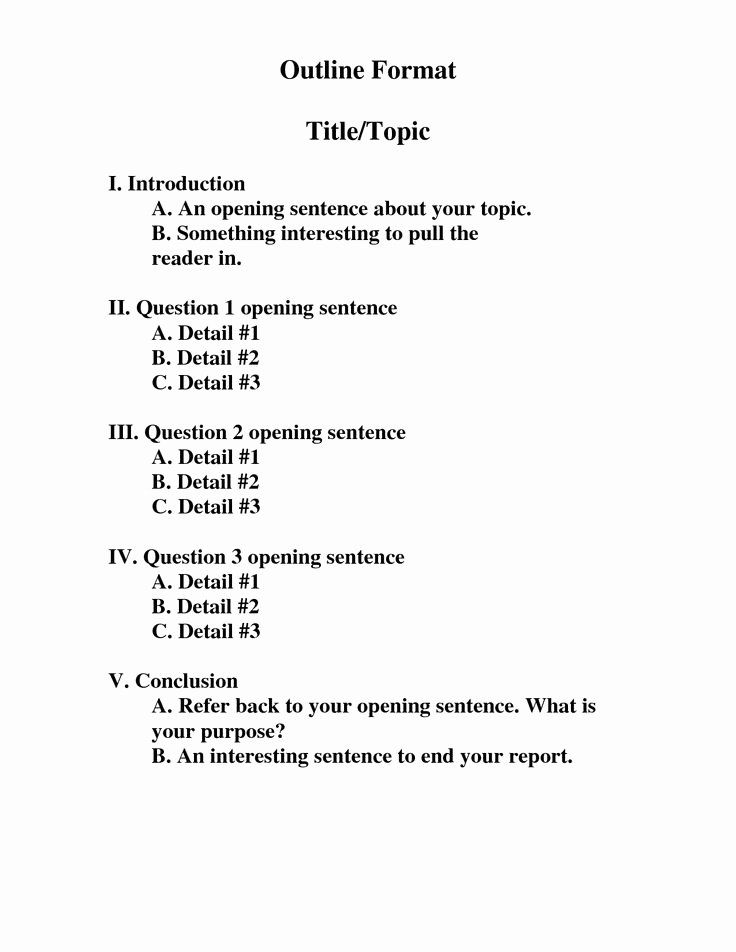 Outline Format
Title/Topic
I. Introduction
A. An opening sentence about your topic.
B. Something interesting to pull the
reader in.
II. Question 1 opening sentence
A. Detail #1
B. Detail #2
C. Detail #3
III. Question 2 opening sentence
A. Detail #1
B. Detail #2
C. Detail #3
IV. Question 3 opening sentence
A. Detail #1
B. Detail #2
C. Detail #3
V. Conclusion
A. Refer back to your opening sentence. What is
your purpose?
B. An interesting sentence to end your report.